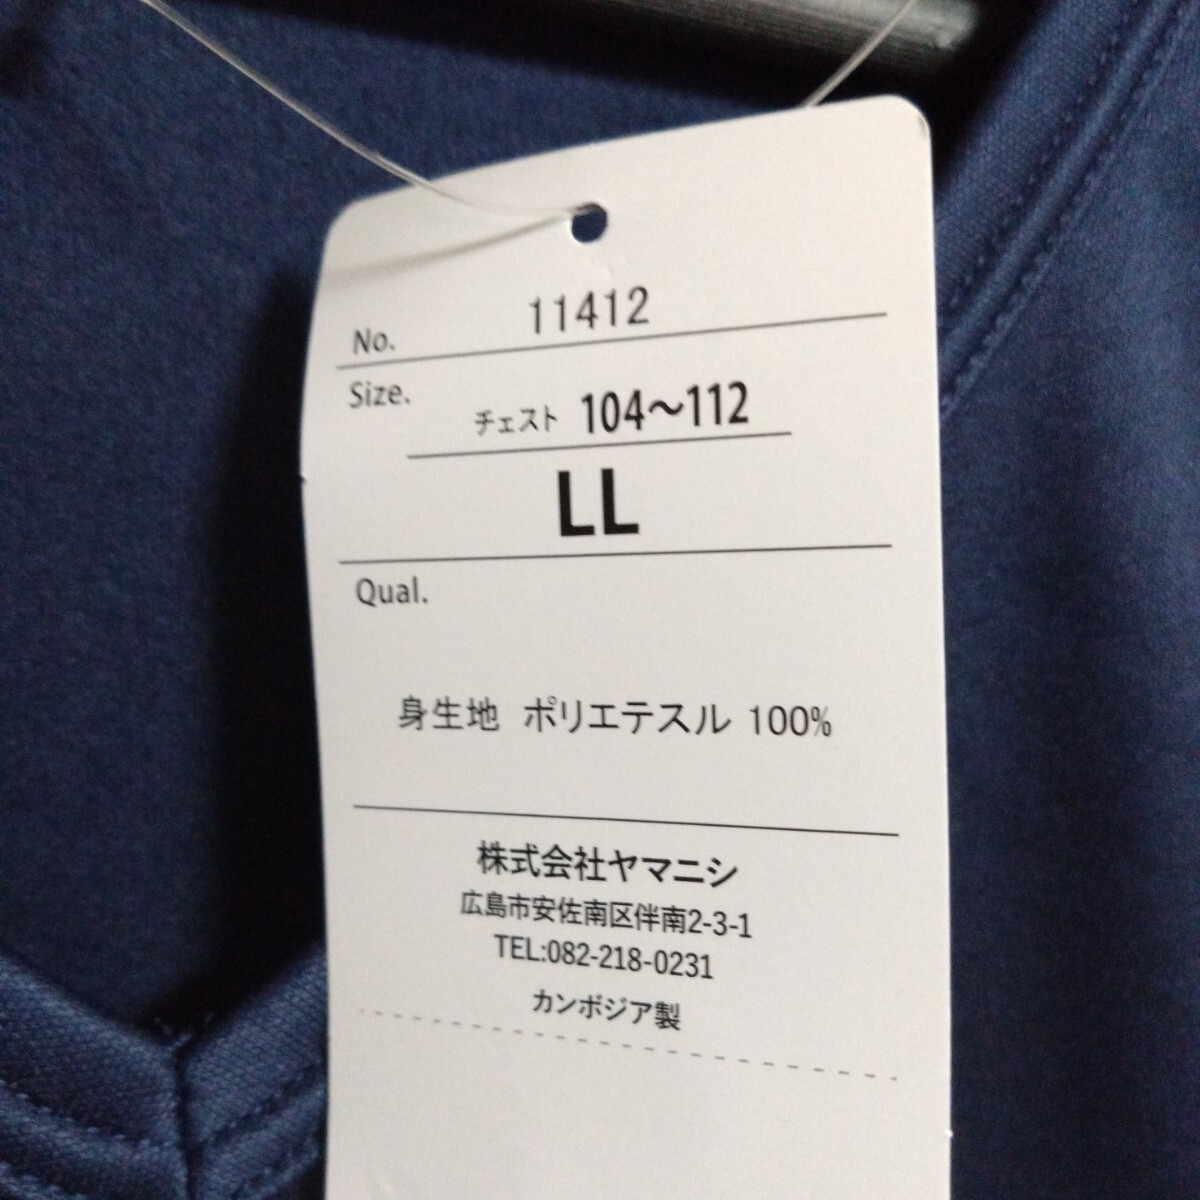 No. 11412
Size.
チェスト 104〜112
LL
Qual.
身生地 ポリエテスル 100%
株式会社ヤマニシ
広島市安佐南区伴南2-3-1
TEL:082-218-0231
カンボジア製